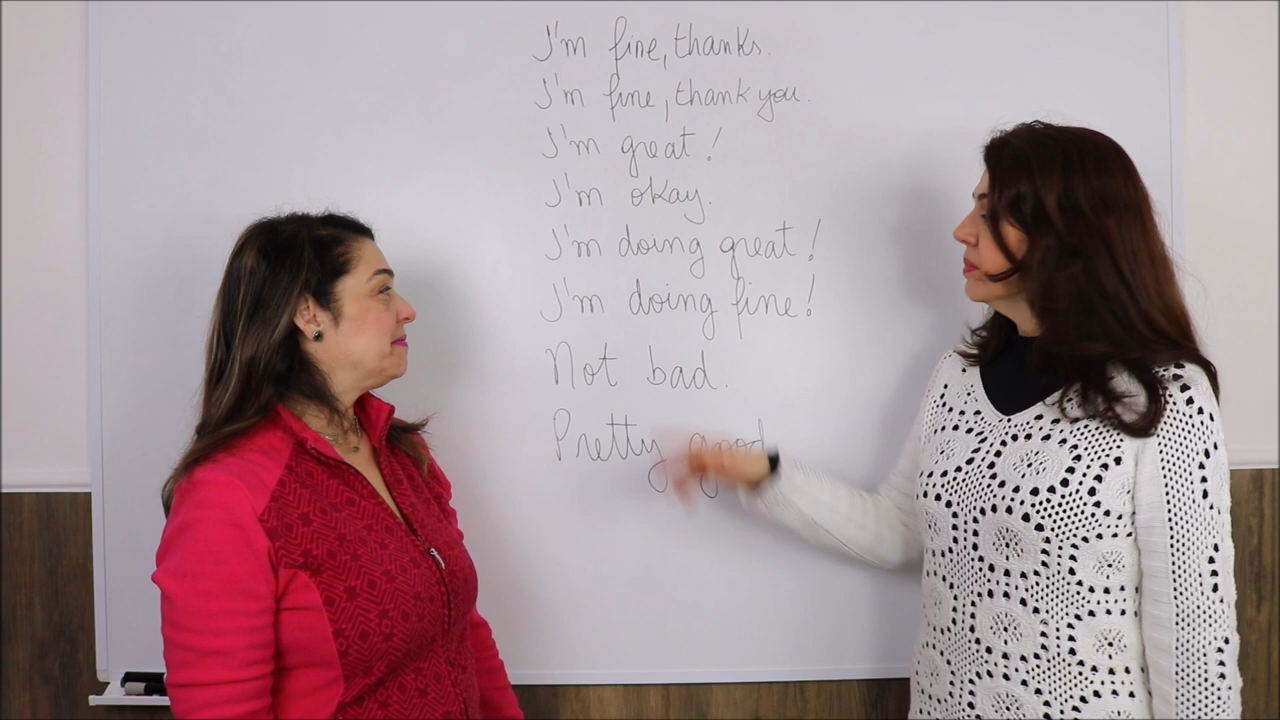 I'm fine, thanks.
I'm fine, thank you.
I'm great!
I'm okay.
I'm doing great!
I'm doing fine!
Not bad.
Pretty good